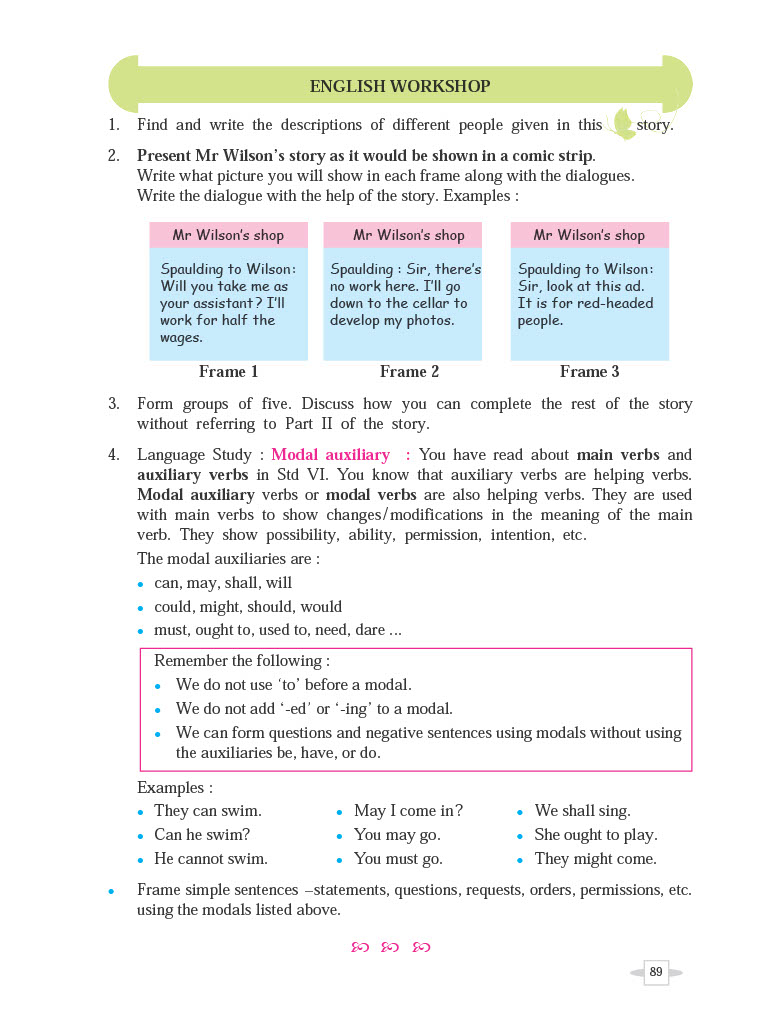 ENGLISH WORKSHOP
1. Find and write the descriptions of different people given in this story.
2. Present Mr Wilson's story as it would be shown in a comic strip.
Write what picture you will show in each frame along with the dialogues.
Write the dialogue with the help of the story. Examples :
Mr Wilson's shop
Spaulding to Wilson:
Will you take me as
your assistant? I'll
work for half the
wages.
Frame 1
Mr Wilson's shop
Spaulding : Sir, there's
no work here. I'll go
down to the cellar to
develop my photos.
Frame 2
Mr Wilson's shop
Spaulding to Wilson:
Sir, look at this ad.
It is for red-headed
people.
Frame 3
3. Form groups of five. Discuss how you can complete the rest of the story
without referring to Part II of the story.
4. Language Study : Modal auxiliary : You have read about main verbs and
auxiliary verbs in Std VI. You know that auxiliary verbs are helping verbs.
Modal auxiliary verbs or modal verbs are also helping verbs. They are used
with main verbs to show changes/modifications in the meaning of the main
verb. They show possibility, ability, permission, intention, etc.
The modal auxiliaries are :
• can, may, shall, will
• could, might, should, would
• must, ought to, used to, need, dare ...
Remember the following :
• We do not use 'to' before a modal.
• We do not add '-ed' or '-ing' to a modal.
• We can form questions and negative sentences using modals without using
the auxiliaries be, have, or do.
Examples :
• They can swim. • May I come in? • We shall sing.
• Can he swim? • You may go. • She ought to play.
• He cannot swim. • You must go. • They might come.
• Frame simple sentences –statements, questions, requests, orders, permissions, etc.
using the modals listed above.
89